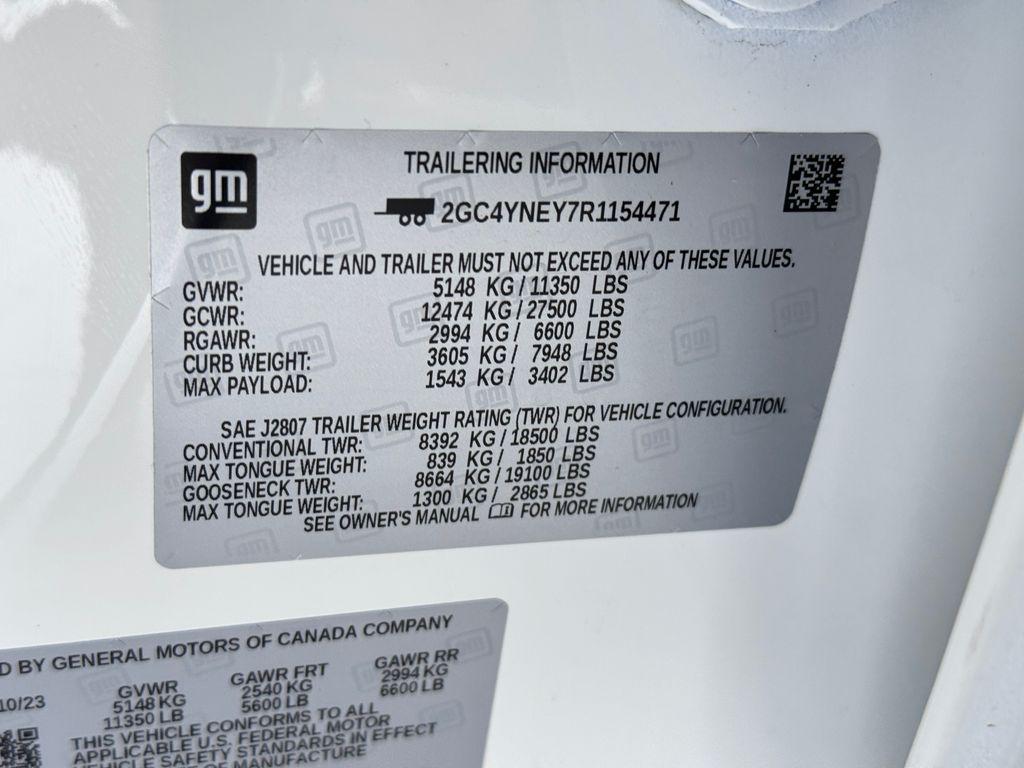 gm
TRAILERING INFORMATION
2GC4YNEY7R1154471
VEHICLE AND TRAILER MUST NOT EXCEED ANY OF THESE VALUES.
GVWR: 5148 KG / 11350 LBS
GCWR: 12474 KG / 27500 LBS
RGAWR: 2994 KG / 6600 LBS
CURB WEIGHT: 3605 KG / 7948 LBS
MAX PAYLOAD: 1543 KG / 3402 LBS
SAE J2807 TRAILER WEIGHT RATING (TWR) FOR VEHICLE CONFIGURATION.
CONVENTIONAL TWR: 8392 KG / 18500 LBS
MAX TONGUE WEIGHT: 839 KG / 1850 LBS
GOOSENECK TWR: 8664 KG / 19100 LBS
MAX TONGUE WEIGHT: 1300 KG / 2865 LBS
SEE OWNER'S MANUAL FOR MORE INFORMATION
D BY GENERAL MOTORS OF CANADA COMPANY
10/23 GVWR GAWR FRT GAWR RR
5148 KG 2540 KG 2994 KG
11350 LB 5600 LB 6600 LB
THIS VEHICLE CONFORMS TO ALL
APPLICABLE U.S. FEDERAL MOTOR
VEHICLE SAFETY STANDARDS IN EFFECT
MANUFACTURE